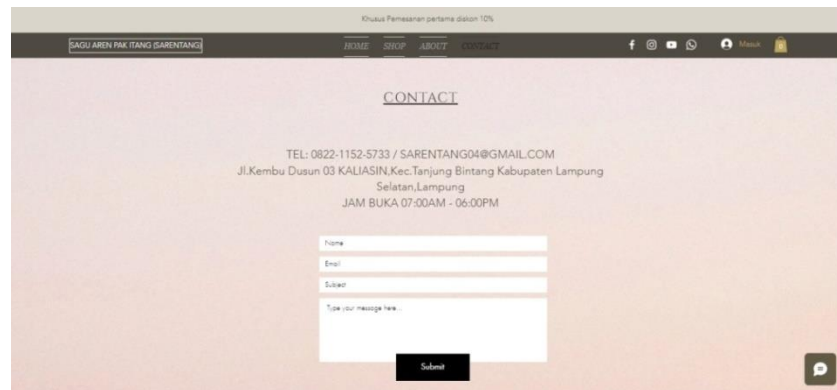 Khusus Pemesanan pertama diskon 10%
SAGU AREN PAK ITANG (SARENTANG)
HOME SHOP ABOUT CONTACT
Masuk
0
CONTACT
TEL: 0822-1152-5733 / SARENTANG04@GMAIL.COM
Jl.Kembu Dusun 03 KALIASIN,Kec.Tanjung Bintang Kabupaten Lampung
Selatan,Lampung
JAM BUKA 07:00AM - 06:00PM
Name
Email
Subject
Type your message here...
Submit